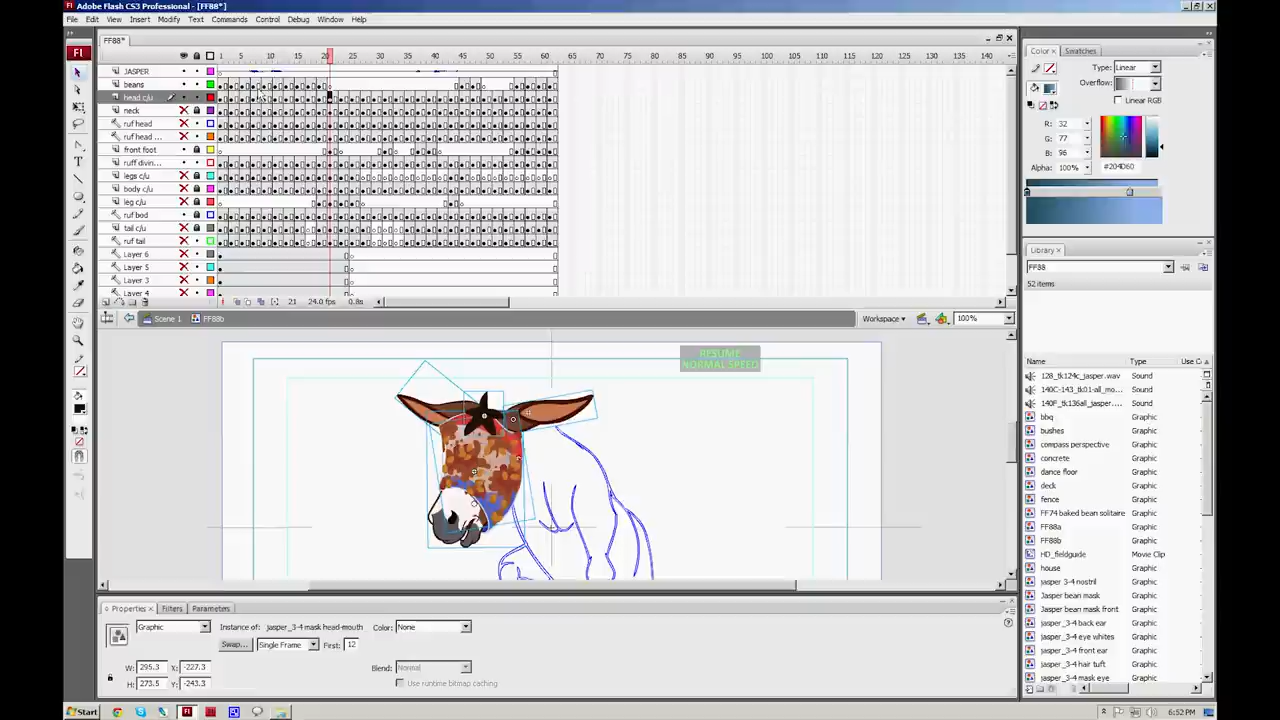 Adobe Flash CS3 Professional - [FF88*]
File Edit View Insert Modify Text Commands Control Debug Window Help
FF88*
1 5 10 15 20 25 30 35 40 45 50 55 60 65 70 75 80 85 90 95 100 105 110 115 120 125 130 135 140
JASPER
beans
head c/u
neck
ruf head
ruf head ...
front foot
ruff divin...
legs c/u
body c/u
leg c/u
ruf bod
tail c/u
ruf tail
Layer 6
Layer 5
Layer 3
Layer 4
21 24.0 fps 0.8s
Scene 1 FF88b
Workspace 100%
RESUME
NORMAL SPEED
Properties × Filters Parameters
Graphic
Instance of: jasper_3-4 mask head-mouth
Color: None
Swap... Single Frame First: 12
W: 295.3 X: -227.3
H: 273.5 Y: -243.3
Blend: Normal
Use runtime bitmap caching
Color × Swatches
Type: Linear
Overflow:
Linear RGB
R: 32
G: 77
B: 96
Alpha: 100% #204D60
Library ×
FF88
52 items
Name Type Use C
128_tk124c_jasper.wav Sound
140C-143_tk01-all_mo... Sound
140F_tk136all_jasper.... Sound
bbq Graphic
bushes Graphic
compass perspective Graphic
concrete Graphic
dance floor Graphic
deck Graphic
fence Graphic
FF74 baked bean solitaire Graphic
FF88a Graphic
FF88b Graphic
HD_fieldguide Movie Clip
house Graphic
jasper 3-4 nostril Graphic
Jasper bean mask Graphic
Jasper bean mask front Graphic
jasper_3-4 back ear Graphic
jasper_3-4 eye whites Graphic
jasper_3-4 front ear Graphic
jasper_3-4 hair tuft Graphic
jasper_3-4 mask eye Graphic
Start
6:52 PM